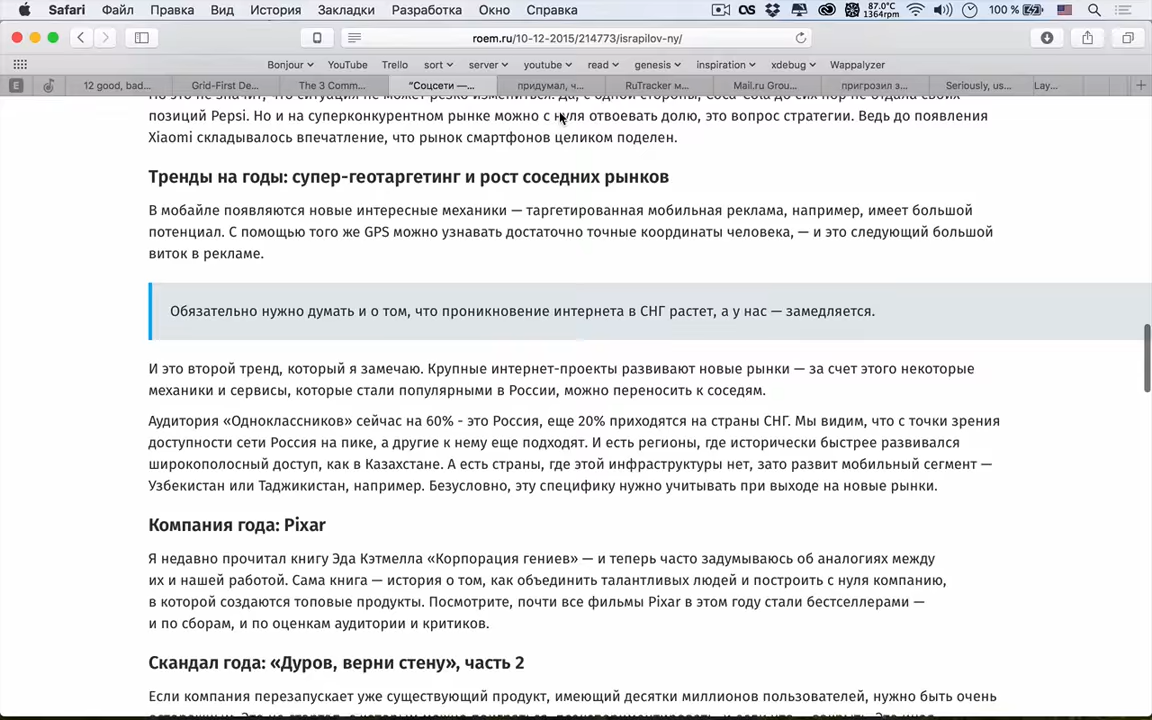 Safari Файл Правка Вид История Закладки Разработка Окно Справка
87.0°C
1364rpm
100 %
roem.ru/10-12-2015/214773/israpilov-ny/
Bonjour YouTube Trello sort server youtube read genesis inspiration xdebug Wappalyzer
12 good, bad... Grid-First De... The 3 Comm... "Соцсети —... придумал, ч... RuTracker м... Mail.ru Grou... пригрозил з... Seriously, us... Lay...
позиций Pepsi. Но и на суперконкурентном рынке можно с нуля отвоевать долю, это вопрос стратегии. Ведь до появления
Xiaomi складывалось впечатление, что рынок смартфонов целиком поделен.
Тренды на годы: супер-геотаргетинг и рост соседних рынков
В мобайле появляются новые интересные механики — таргетированная мобильная реклама, например, имеет большой
потенциал. С помощью того же GPS можно узнавать достаточно точные координаты человека, — и это следующий большой
виток в рекламе.
Обязательно нужно думать и о том, что проникновение интернета в СНГ растет, а у нас — замедляется.
И это второй тренд, который я замечаю. Крупные интернет-проекты развивают новые рынки — за счет этого некоторые
механики и сервисы, которые стали популярными в России, можно переносить к соседям.
Аудитория «Одноклассников» сейчас на 60% - это Россия, еще 20% приходятся на страны СНГ. Мы видим, что с точки зрения
доступности сети Россия на пике, а другие к нему еще подходят. И есть регионы, где исторически быстрее развивался
широкополосный доступ, как в Казахстане. А есть страны, где этой инфраструктуры нет, зато развит мобильный сегмент —
Узбекистан или Таджикистан, например. Безусловно, эту специфику нужно учитывать при выходе на новые рынки.
Компания года: Pixar
Я недавно прочитал книгу Эда Кэтмелла «Корпорация гениев» — и теперь часто задумываюсь об аналогиях между
их и нашей работой. Сама книга — история о том, как объединить талантливых людей и построить с нуля компанию,
в которой создаются топовые продукты. Посмотрите, почти все фильмы Pixar в этом году стали бестселлерами —
и по сборам, и по оценкам аудитории и критиков.
Скандал года: «Дуров, верни стену», часть 2
Если компания перезапускает уже существующий продукт, имеющий десятки миллионов пользователей, нужно быть очень